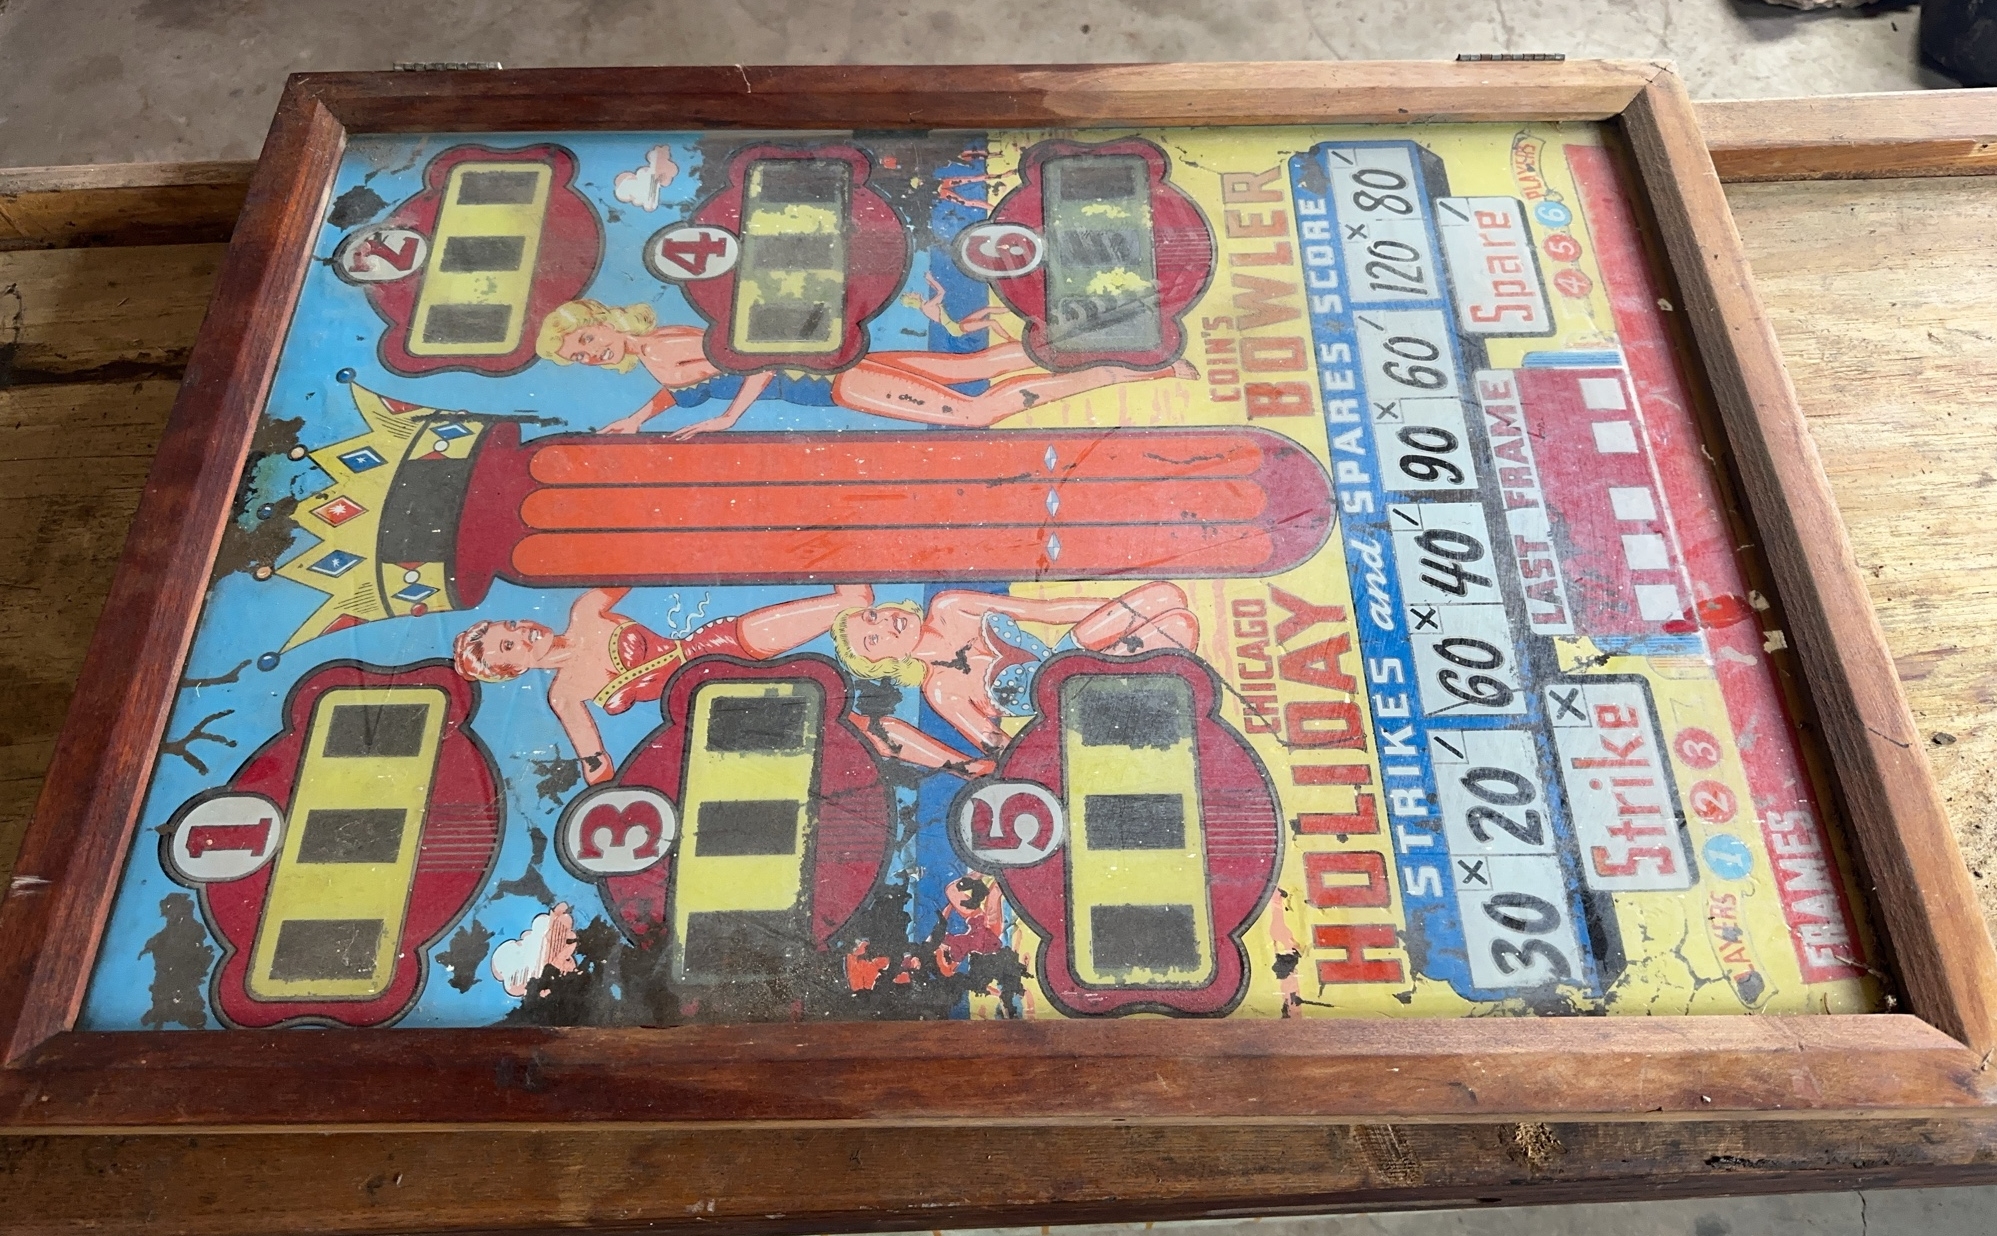 1 2
3 4
5 6
CHICAGO COIN'S
HOLIDAY BOWLER
STRIKES and SPARES SCORE
30 X 20 / 60 X 40 / 90 X 60 / 120 X 80 /
LAST FRAME
Strike X Spare /
PLAYERS 1 2 3 4 5 6 PLAYERS
FRAMES